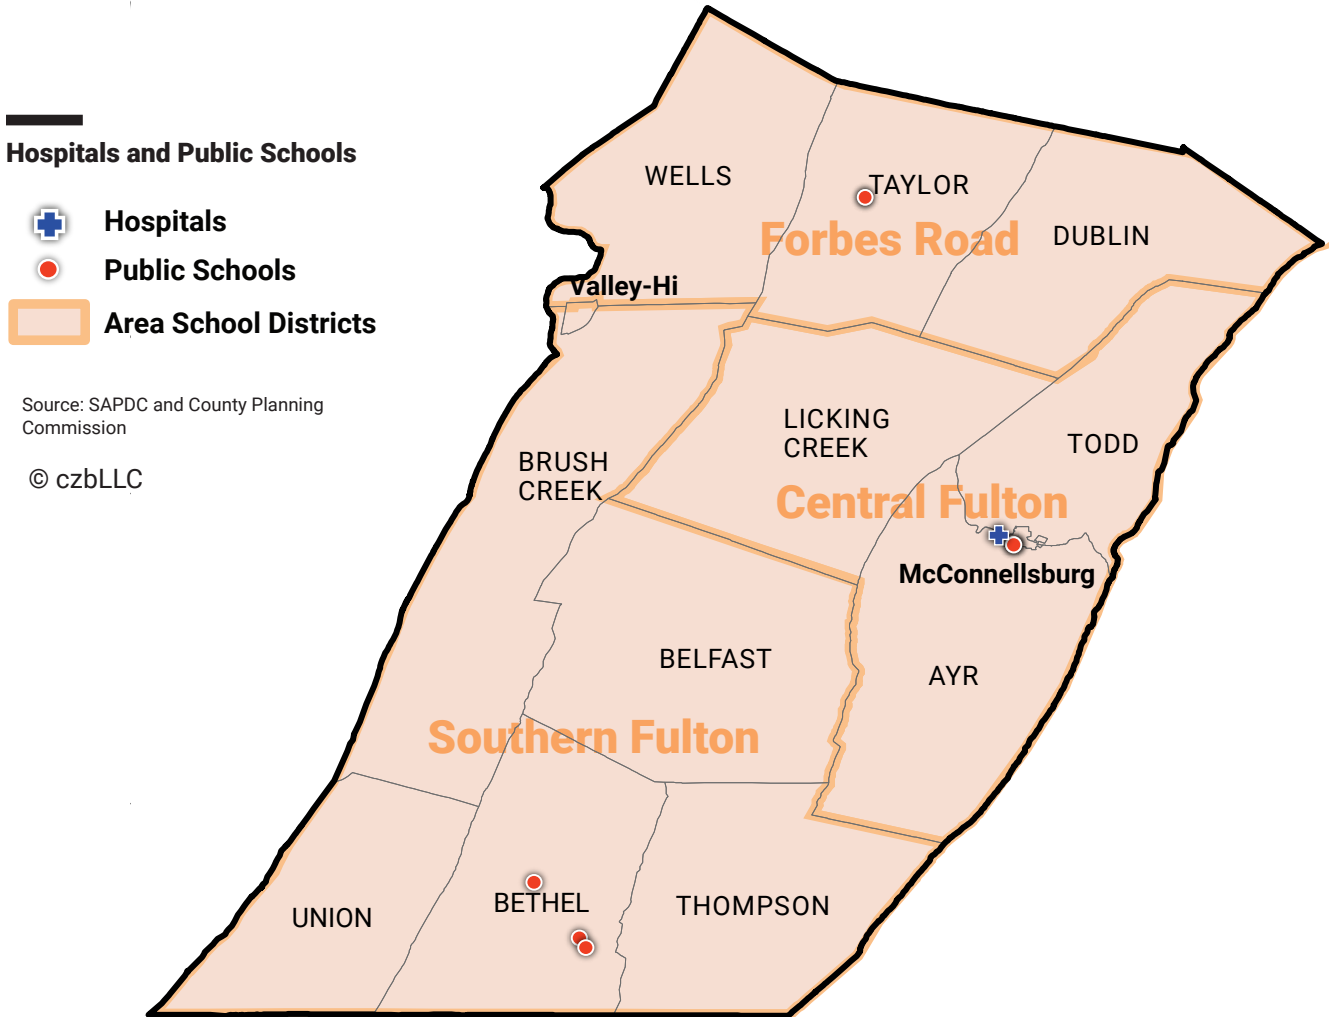 Hospitals and Public Schools
Hospitals
Public Schools
Area School Districts
Source: SAPDC and County Planning
Commission
© czbLLC
WELLS
TAYLOR
Forbes Road
DUBLIN
Valley-Hi
LICKING
CREEK
TODD
BRUSH
CREEK
Central Fulton
McConnellsburg
BELFAST
AYR
Southern Fulton
BETHEL
THOMPSON
UNION